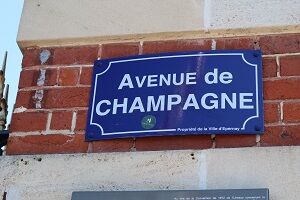 AVENUE de
CHAMPAGNE
Propriété de la Ville d'Epernay